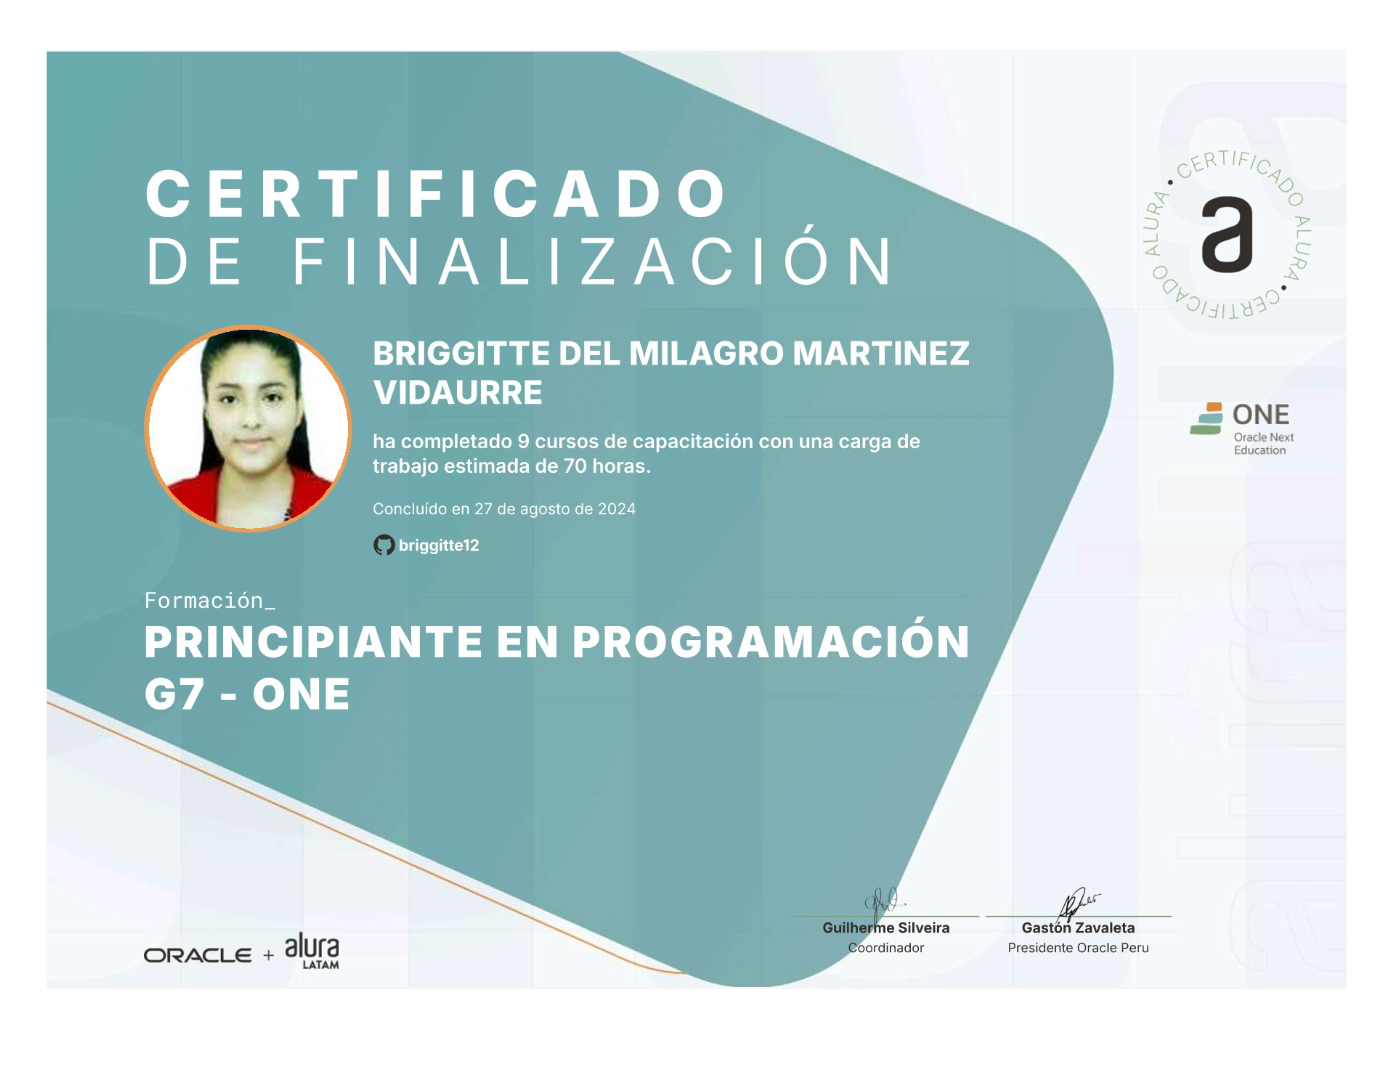 CERTIFICADO
DE FINALIZACIÓN
CERTIFICADO ALURA • CERTIFICADO ALURA •
a
BRIGGITTE DEL MILAGRO MARTINEZ
VIDAURRE
ha completado 9 cursos de capacitación con una carga de
trabajo estimada de 70 horas.
Concluído en 27 de agosto de 2024
briggitte12
ONE
Oracle Next
Education
Formación_
PRINCIPIANTE EN PROGRAMACIÓN
G7 - ONE
Guilherme Silveira
Coordinador
Gastón Zavaleta
Presidente Oracle Peru
ORACLE + alura
LATAM